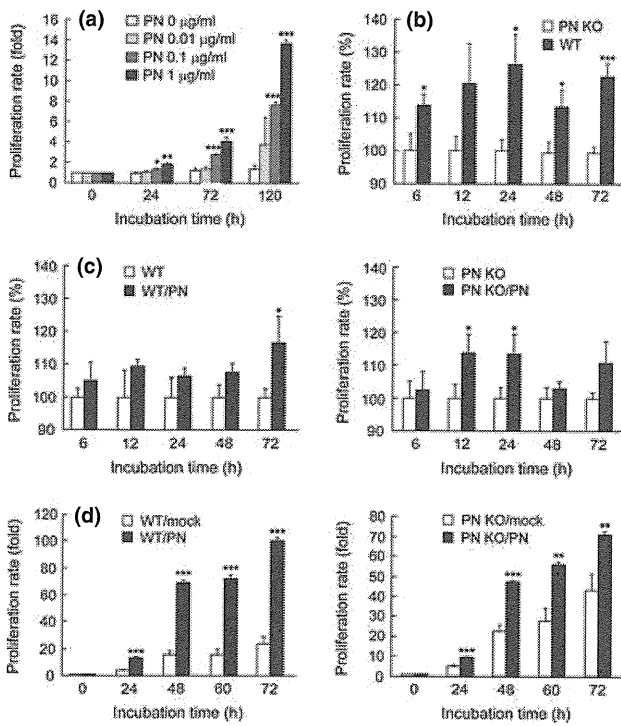 (a)
PN 0 μg/ml
PN 0.01 μg/ml
PN 0.1 μg/ml
PN 1 μg/ml
Proliferation rate (fold)
16
14
12
10
8
6
4
2
0
* ** *** *** *** ***
0 24 72 120
Incubation time (h)
(b)
PN KO
WT
Proliferation rate (%)
140
130
120
110
100
90
* * * ***
6 12 24 48 72
Incubation time (h)
(c)
WT
WT/PN
Proliferation rate (%)
140
130
120
110
100
90
*
6 12 24 48 72
Incubation time (h)
PN KO
PN KO/PN
Proliferation rate (%)
140
130
120
110
100
90
* *
6 12 24 48 72
Incubation time (h)
(d)
WT/mock
WT/PN
Proliferation rate (fold)
120
100
80
60
40
20
0
*** *** *** ***
0 24 48 60 72
Incubation time (h)
PN KO/mock
PN KO/PN
Proliferation rate (fold)
80
70
60
50
40
30
20
10
0
*** *** ** **
0 24 48 60 72
Incubation time (h)